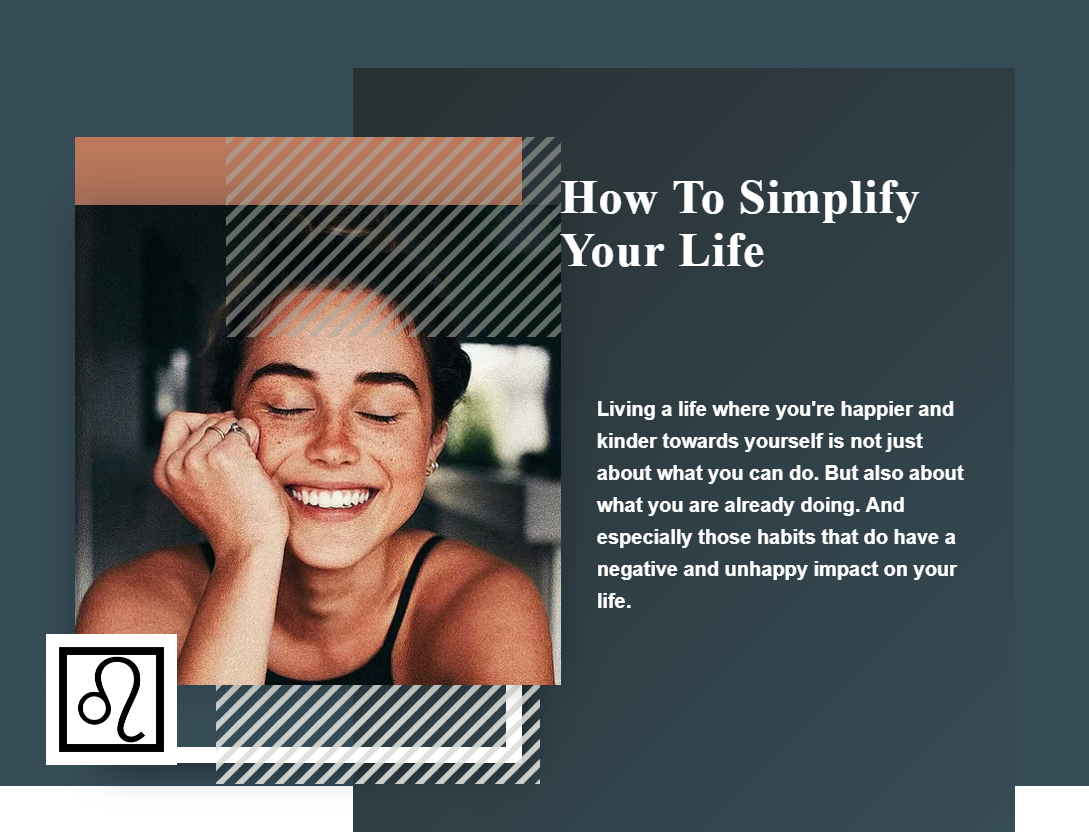 How To Simplify
Your Life
Living a life where you're happier and
kinder towards yourself is not just
about what you can do. But also about
what you are already doing. And
especially those habits that do have a
negative and unhappy impact on your
life.